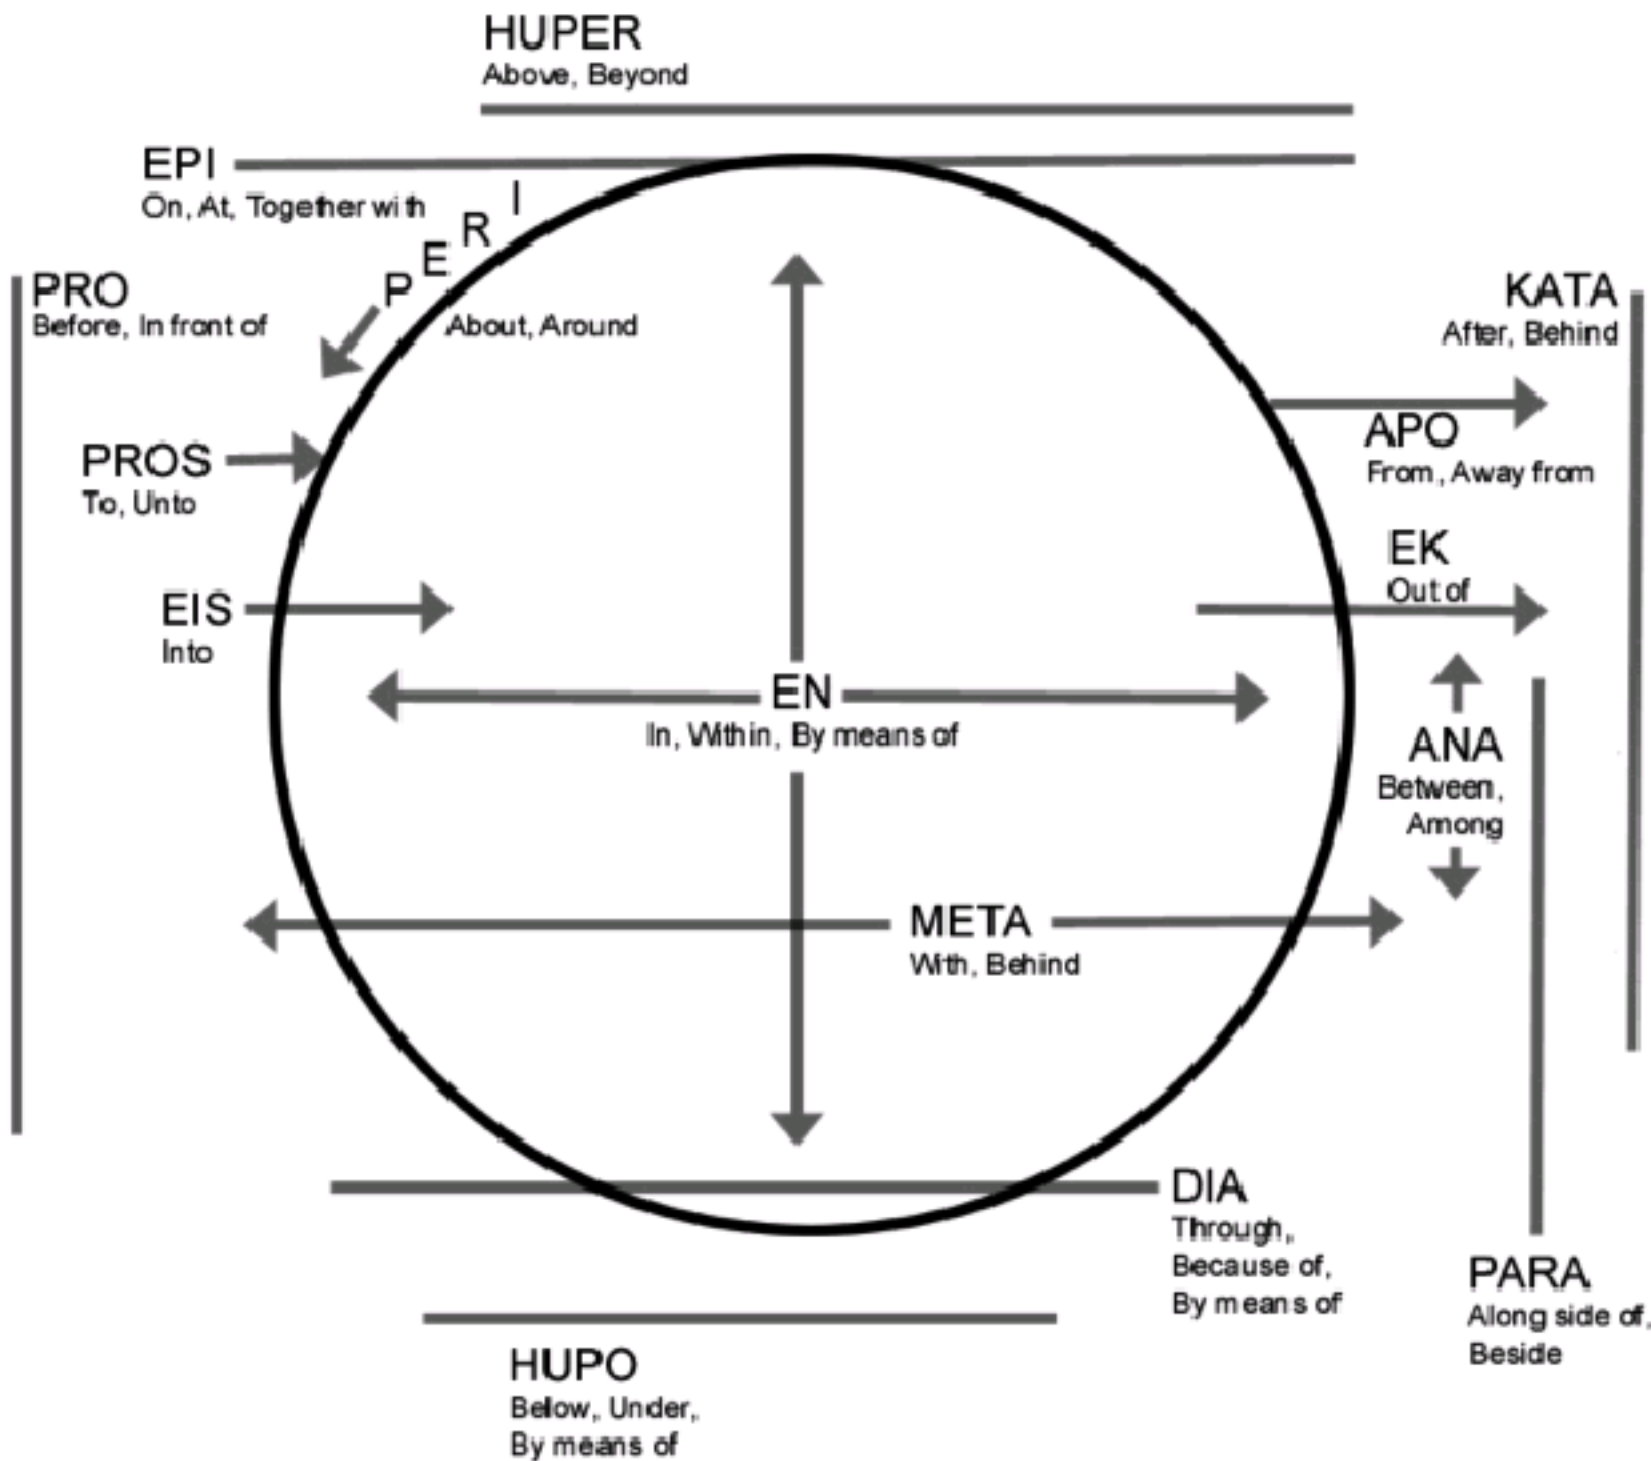 HUPER
Above, Beyond
EPI
On, At, Together with
PERI
About, Around
PRO
Before, In front of
KATA
After, Behind
APO
From, Away from
PROS
To, Unto
EK
Out of
EIS
Into
EN
In, Within, By means of
ANA
Between,
Among
META
With, Behind
DIA
Through,
Because of,
By means of
PARA
Along side of,
Beside
HUPO
Below, Under,
By means of